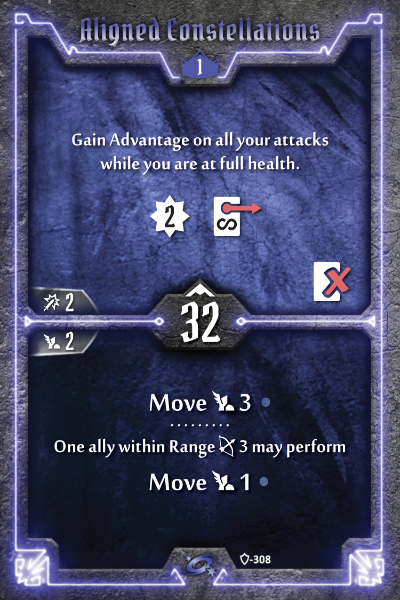 Aligned Constellations
1
Gain Advantage on all your attacks
while you are at full health.
2
∞
2
32
2
Move 3
One ally within Range 3 may perform
Move 1
-308